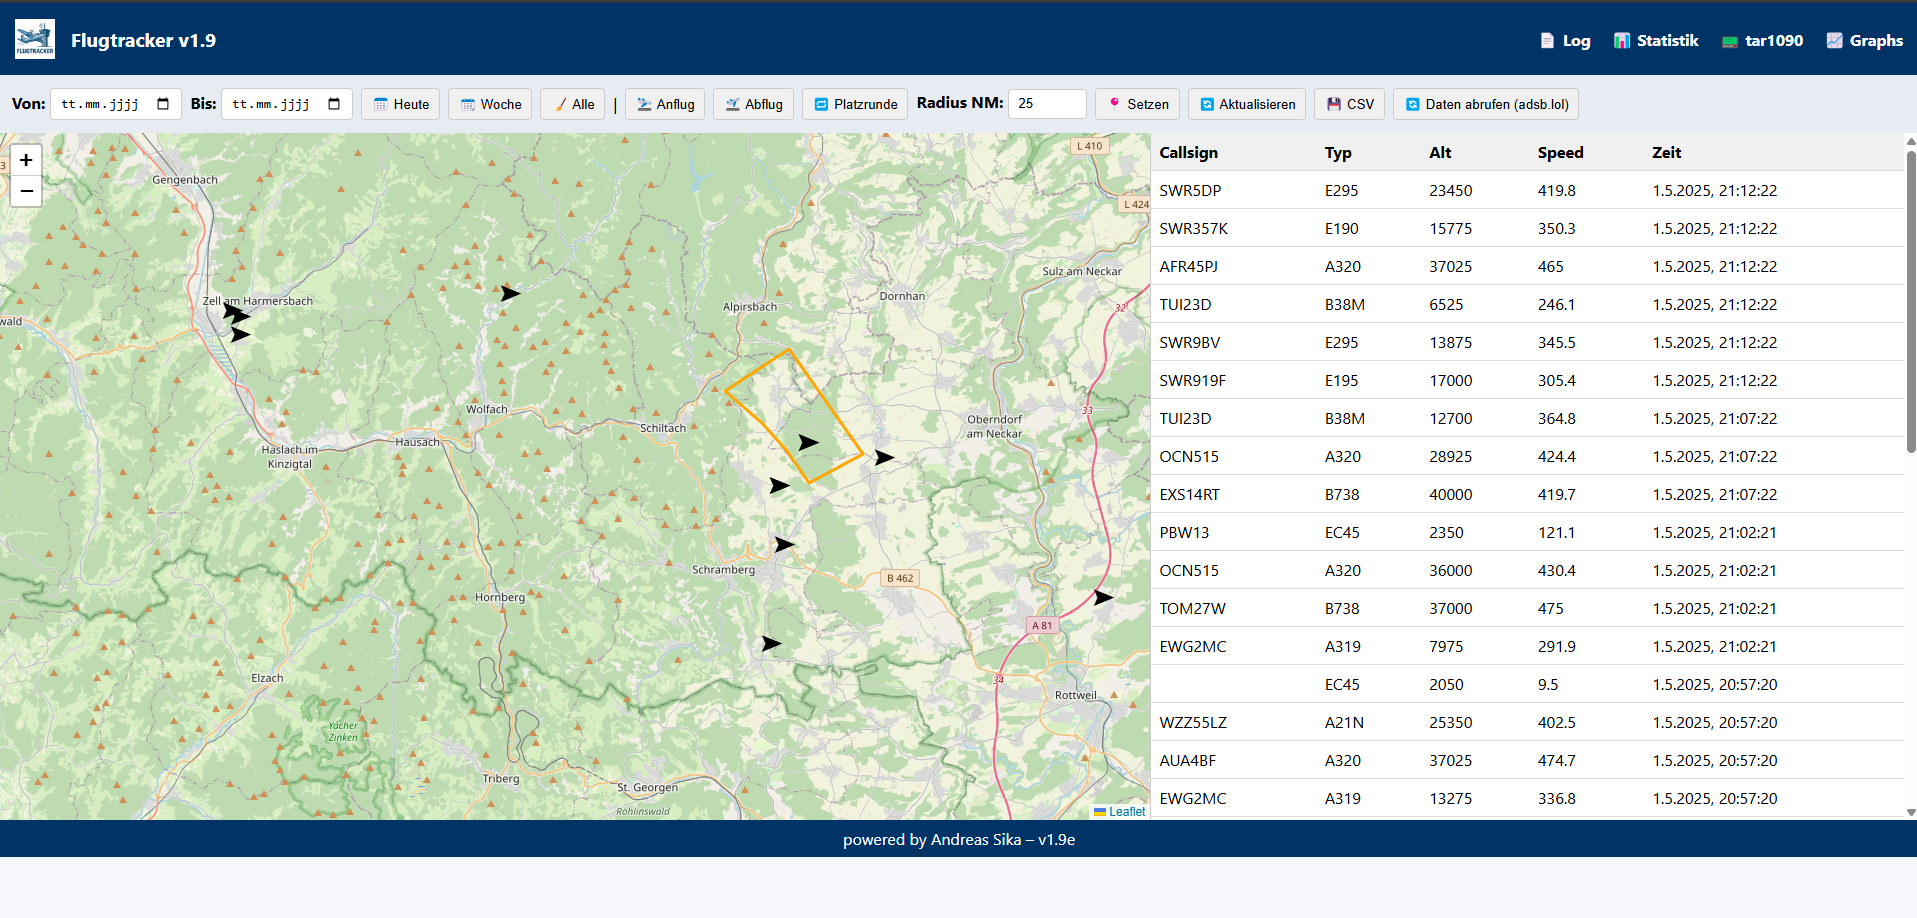 FLUGTRACKER
Flugtracker v1.9
Log
Statistik
tar1090
Graphs
Von: tt.mm.jjjj Bis: tt.mm.jjjj Heute Woche Alle | Anflug Abflug Platzrunde Radius NM: 25 Setzen Aktualisieren CSV Daten abrufen (adsb.lol)
+
−
3
L 410
Gengenbach
L 424
Sulz am Neckar
Dornhan
Zell am Harmersbach
Alpirsbach
32
wald
Wolfach
33
Oberndorf
am Neckar
Schiltach
Hausach
Haslach im
Kinzigtal
Schramberg
B 462
Hornberg
A 81
Elzach
34
Rottweil
Yacher
Zinken
Triberg
St. Georgen
Röhlinswald
Leaflet
Callsign Typ Alt Speed Zeit
SWR5DP E295 23450 419.8 1.5.2025, 21:12:22
SWR357K E190 15775 350.3 1.5.2025, 21:12:22
AFR45PJ A320 37025 465 1.5.2025, 21:12:22
TUI23D B38M 6525 246.1 1.5.2025, 21:12:22
SWR9BV E295 13875 345.5 1.5.2025, 21:12:22
SWR919F E195 17000 305.4 1.5.2025, 21:12:22
TUI23D B38M 12700 364.8 1.5.2025, 21:07:22
OCN515 A320 28925 424.4 1.5.2025, 21:07:22
EXS14RT B738 40000 419.7 1.5.2025, 21:07:22
PBW13 EC45 2350 121.1 1.5.2025, 21:02:21
OCN515 A320 36000 430.4 1.5.2025, 21:02:21
TOM27W B738 37000 475 1.5.2025, 21:02:21
EWG2MC A319 7975 291.9 1.5.2025, 21:02:21
EC45 2050 9.5 1.5.2025, 20:57:20
WZZ55LZ A21N 25350 402.5 1.5.2025, 20:57:20
AUA4BF A320 37025 474.7 1.5.2025, 20:57:20
EWG2MC A319 13275 336.8 1.5.2025, 20:57:20
powered by Andreas Sika – v1.9e